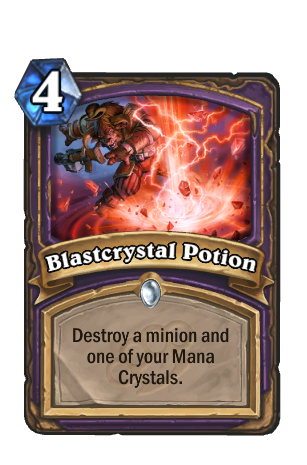 4
Blastcrystal Potion
Destroy a minion and
one of your Mana
Crystals.